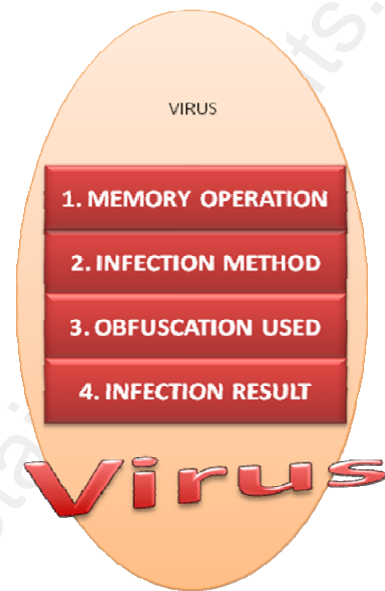 VIRUS
1. MEMORY OPERATION
2. INFECTION METHOD
3. OBFUSCATION USED
4. INFECTION RESULT
Virus